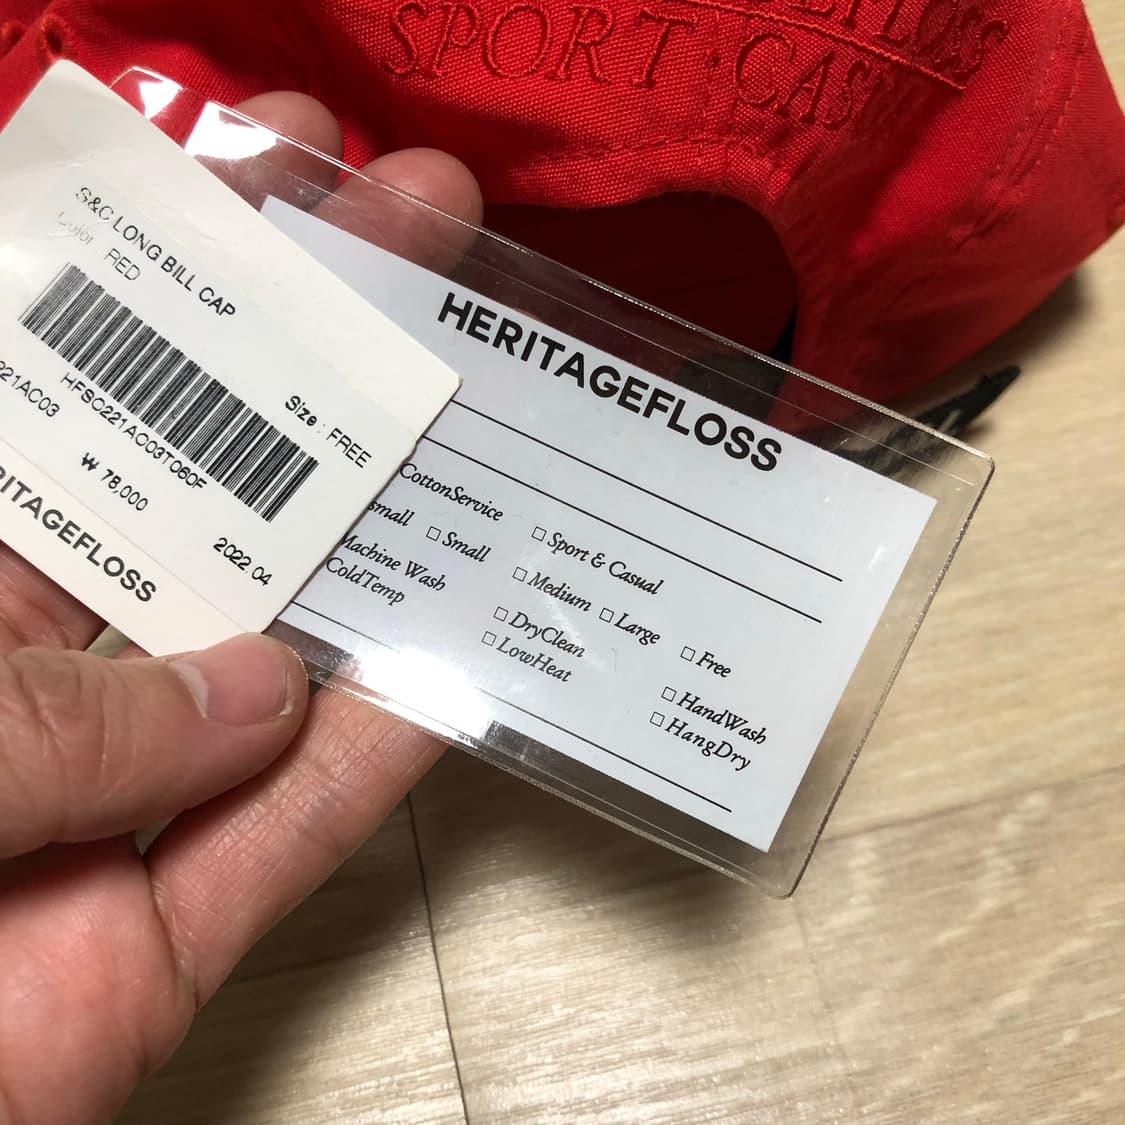 SPORT · CAS
S&C LONG BILL CAP
Color : RED
Size : FREE
221AC03
HFSC221AC03T060F
₩ 78,000
2022.04
RITAGEFLOSS
HERITAGEFLOSS
CottonService
□ Sport & Casual
small □ Small □ Medium □ Large □ Free
Machine Wash □ DryClean □ HandWash
ColdTemp □ LowHeat □ HangDry